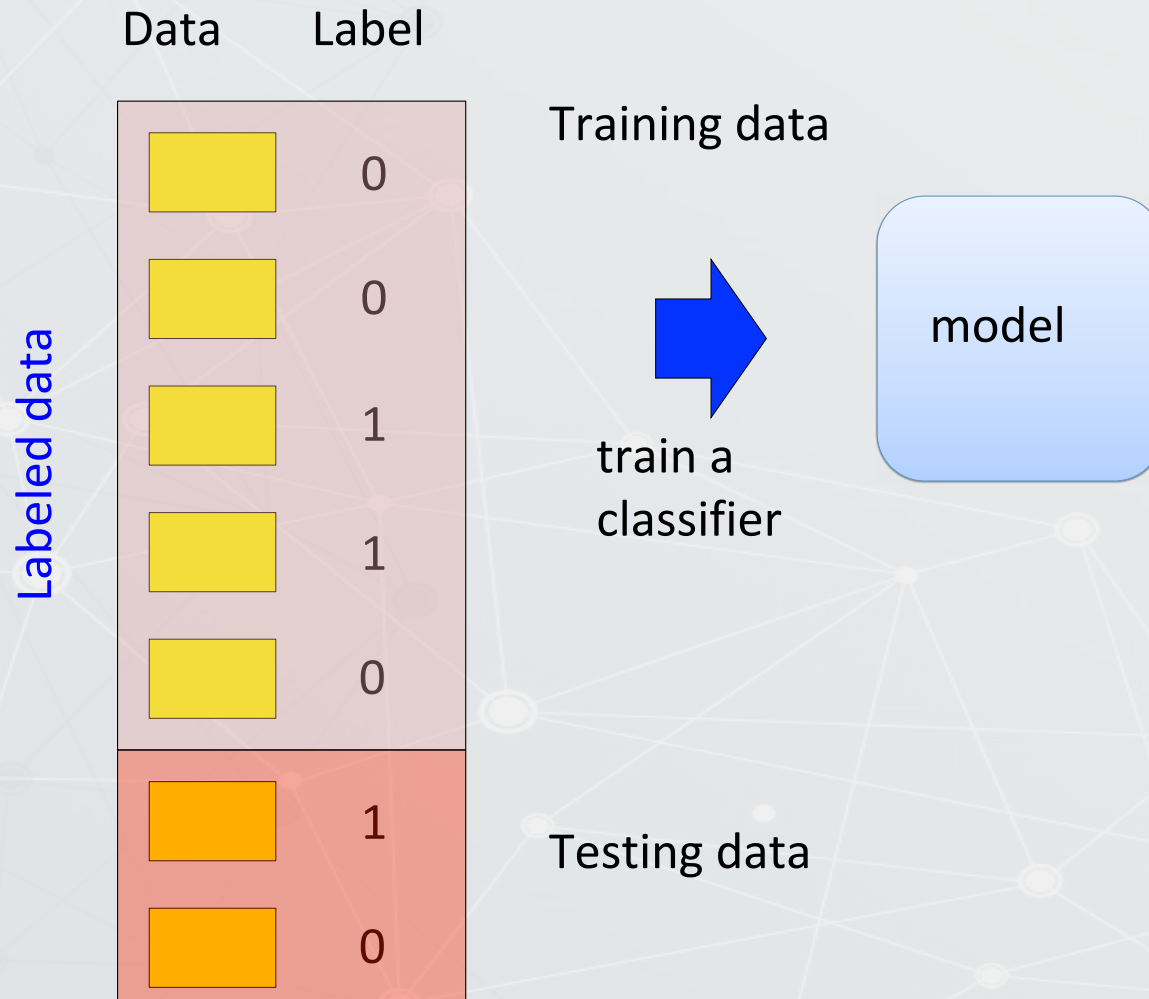 Data Label
Labeled data
Training data
0
0
1
1
0
train a
classifier
model
1
0
Testing data